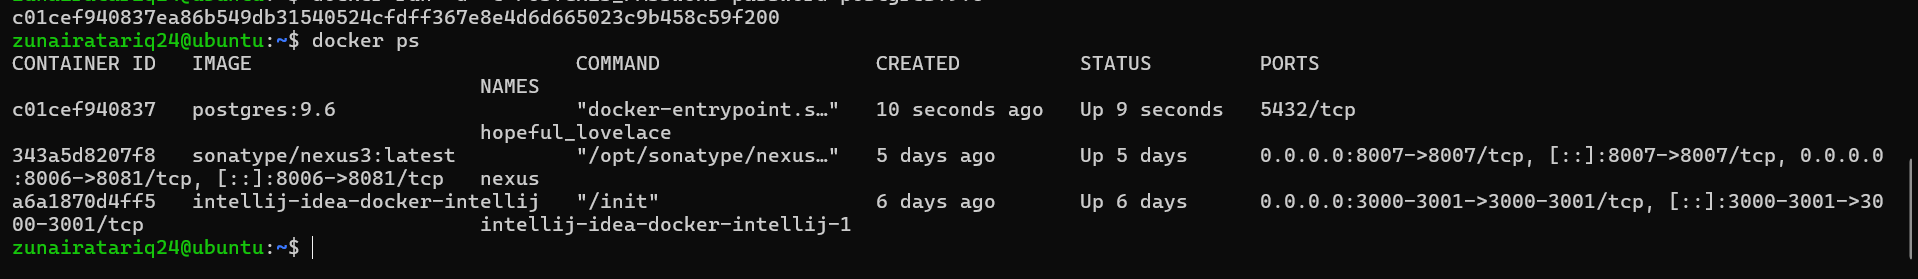 c01cef940837ea86b549db31540524cfdff367e8e4d6d665023c9b458c59f200
zunairatariq24@ubuntu:~$ docker ps
CONTAINER ID   IMAGE                           COMMAND                  CREATED          STATUS         PORTS
                                       NAMES
c01cef940837   postgres:9.6                    "docker-entrypoint.s…"   10 seconds ago   Up 9 seconds   5432/tcp
                                       hopeful_lovelace
343a5d8207f8   sonatype/nexus3:latest          "/opt/sonatype/nexus…"   5 days ago       Up 5 days      0.0.0.0:8007->8007/tcp, [::]:8007->8007/tcp, 0.0.0.0
:8006->8081/tcp, [::]:8006->8081/tcp   nexus
a6a1870d4ff5   intellij-idea-docker-intellij   "/init"                  6 days ago       Up 6 days      0.0.0.0:3000-3001->3000-3001/tcp, [::]:3000-3001->30
00-3001/tcp                            intellij-idea-docker-intellij-1
zunairatariq24@ubuntu:~$